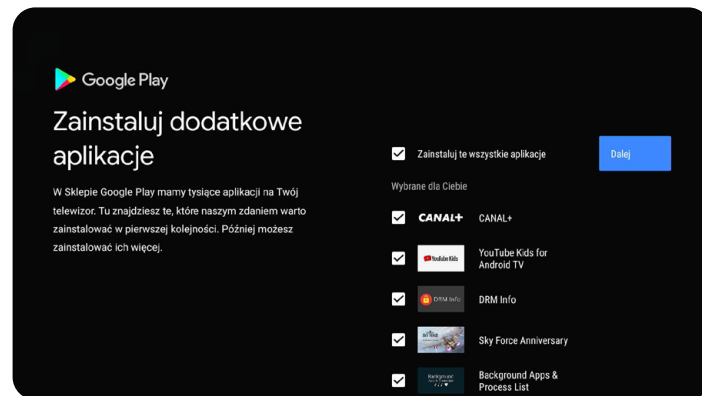 Google Play
Zainstaluj dodatkowe
aplikacje
W Sklepie Google Play mamy tysiące aplikacji na Twój
telewizor. Tu znajdziesz te, które naszym zdaniem warto
zainstalować w pierwszej kolejności. Później możesz
zainstalować ich więcej.
Zainstaluj te wszystkie aplikacje
Dalej
Wybrane dla Ciebie
CANAL+
CANAL+
YouTube Kids
YouTube Kids for
Android TV
DRM Info
DRM Info
Sky Force Anniversary
Background
Background Apps &
Process List